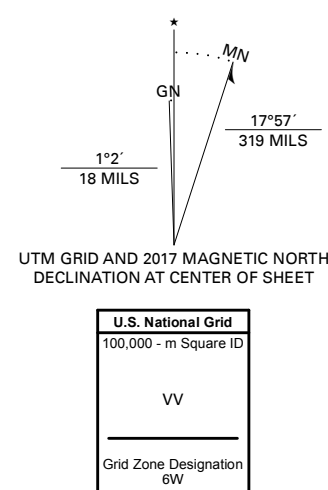 ★
MN
GN
17°57´
319 MILS
1°2´
18 MILS
UTM GRID AND 2017 MAGNETIC NORTH
DECLINATION AT CENTER OF SHEET
U.S. National Grid
100,000 - m Square ID
VV
Grid Zone Designation
6W